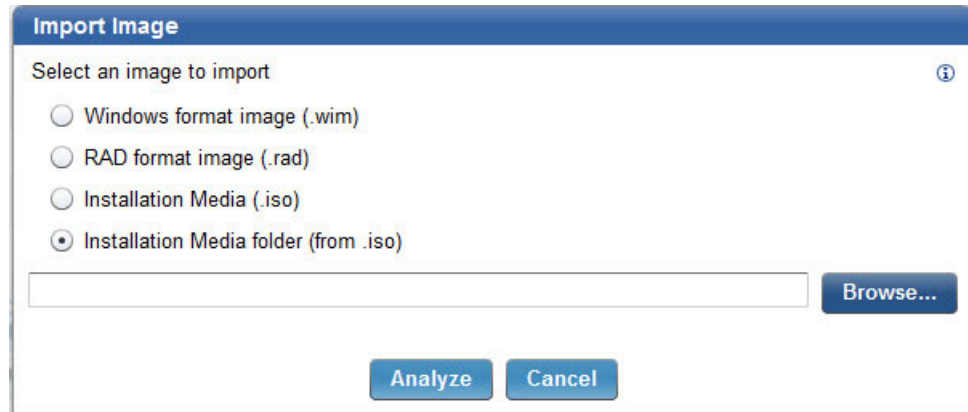 Import Image
Select an image to import
Windows format image (.wim)
RAD format image (.rad)
Installation Media (.iso)
Installation Media folder (from .iso)
Browse...
Analyze Cancel